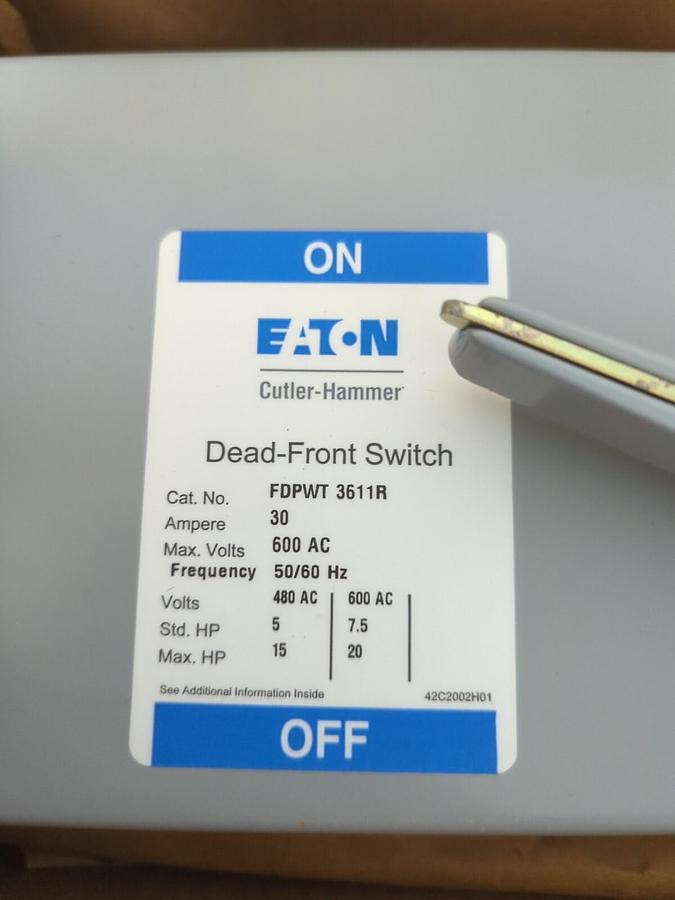 ON
EATON
Cutler-Hammer
Dead-Front Switch
Cat. No. FDPWT 3611R
Ampere 30
Max. Volts 600 AC
Frequency 50/60 Hz
Volts 480 AC 600 AC
Std. HP 5 7.5
Max. HP 15 20
See Additional Information Inside 42C2002H01
OFF